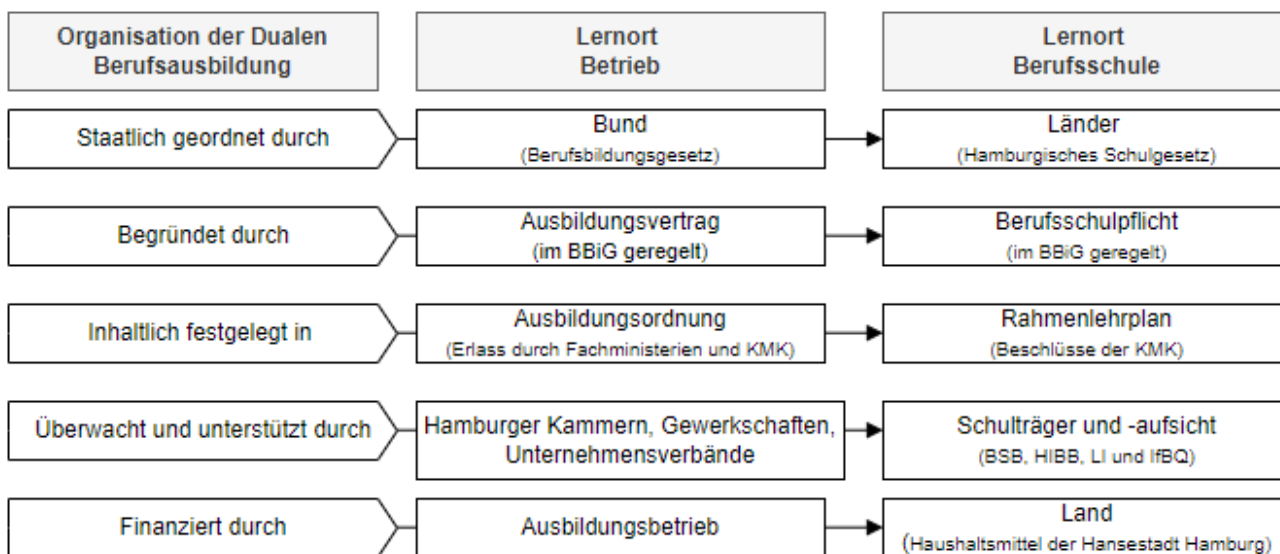 Organisation der Dualen
Berufsausbildung
Lernort
Betrieb
Lernort
Berufsschule
Staatlich geordnet durch
Bund
(Berufsbildungsgesetz)
Länder
(Hamburgisches Schulgesetz)
Begründet durch
Ausbildungsvertrag
(im BBiG geregelt)
Berufsschulpflicht
(im BBiG geregelt)
Inhaltlich festgelegt in
Ausbildungsordnung
(Erlass durch Fachministerien und KMK)
Rahmenlehrplan
(Beschlüsse der KMK)
Überwacht und unterstützt durch
Hamburger Kammern, Gewerkschaften,
Unternehmensverbände
Schulträger und -aufsicht
(BSB, HIBB, LI und IfBQ)
Finanziert durch
Ausbildungsbetrieb
Land
(Haushaltsmittel der Hansestadt Hamburg)